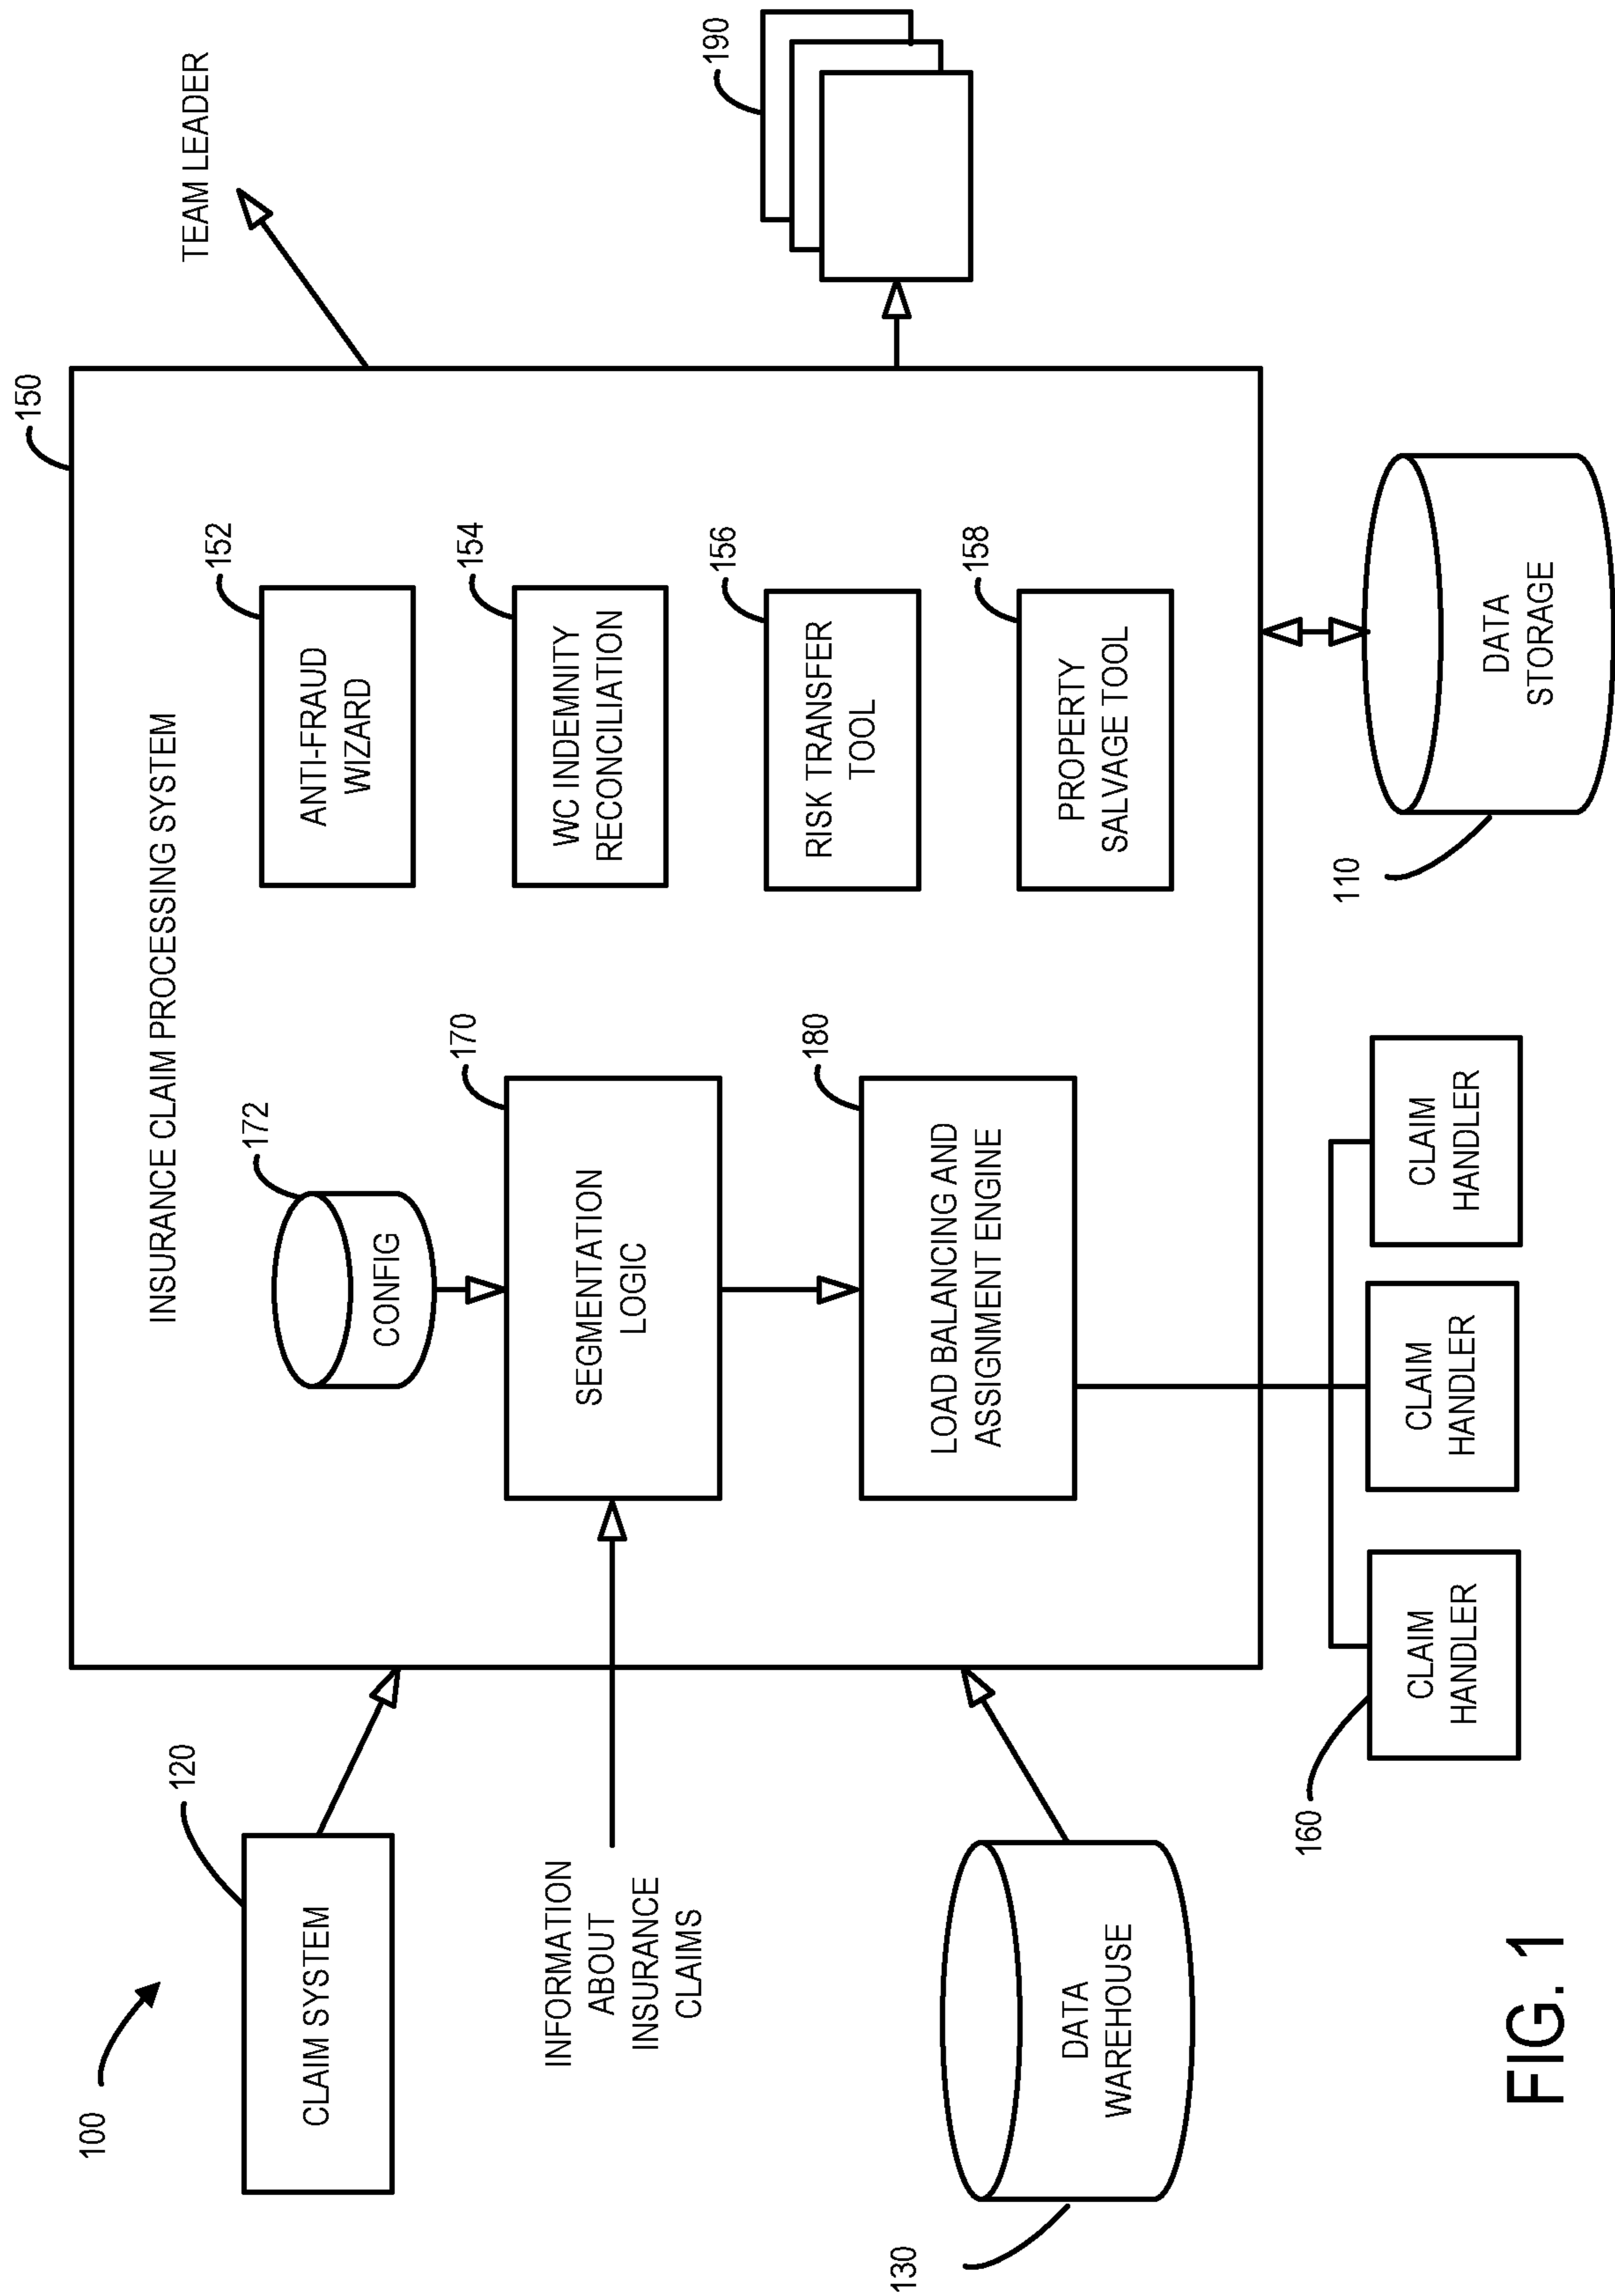 100
CLAIM SYSTEM
120
INFORMATION
ABOUT
INSURANCE
CLAIMS
DATA
WAREHOUSE
130
INSURANCE CLAIM PROCESSING SYSTEM
150
CONFIG
172
SEGMENTATION
LOGIC
170
LOAD BALANCING AND
ASSIGNMENT ENGINE
180
ANTI-FRAUD
WIZARD
152
WC INDEMNITY
RECONCILIATION
154
RISK TRANSFER
TOOL
156
PROPERTY
SALVAGE TOOL
158
TEAM LEADER
190
CLAIM
HANDLER
160
CLAIM
HANDLER
CLAIM
HANDLER
DATA
STORAGE
110
FIG. 1